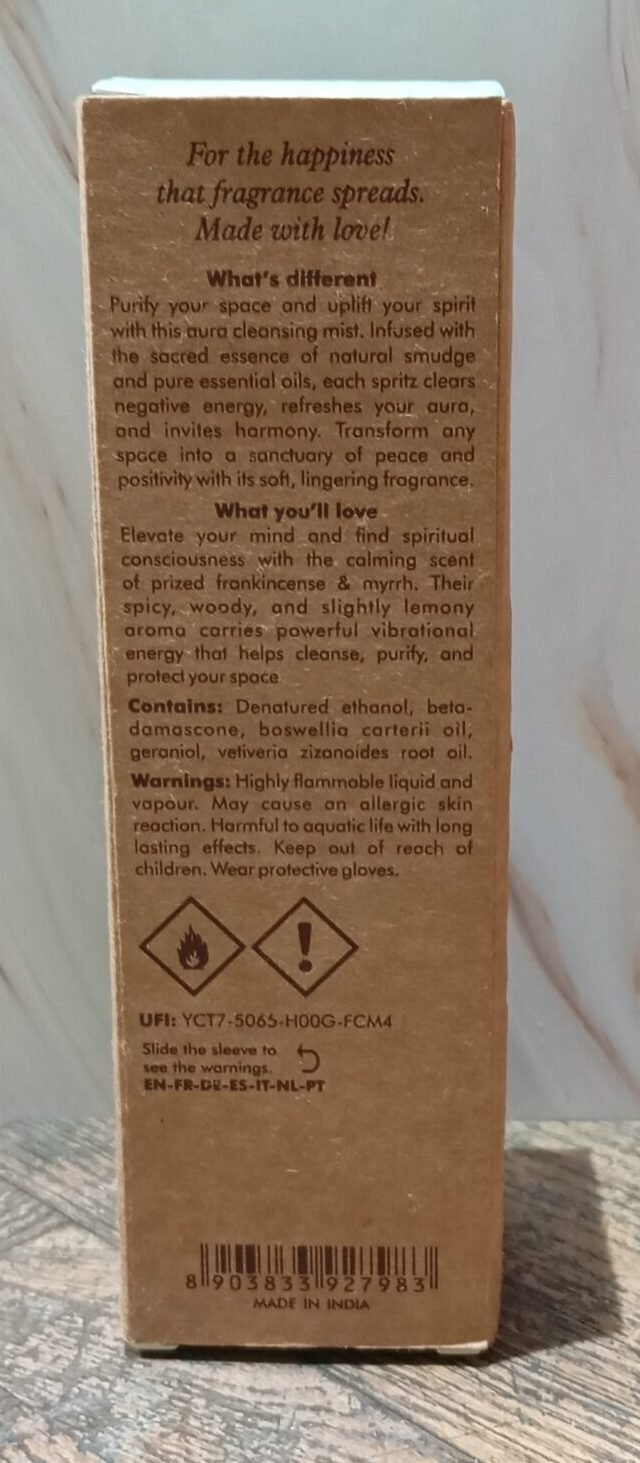 For the happiness
that fragrance spreads.
Made with love!
What's different
Purify your space and uplift your spirit
with this aura cleansing mist. Infused with
the sacred essence of natural smudge
and pure essential oils, each spritz clears
negative energy, refreshes your aura,
and invites harmony. Transform any
space into a sanctuary of peace and
positivity with its soft, lingering fragrance.
What you'll love
Elevate your mind and find spiritual
consciousness with the calming scent
of prized frankincense & myrrh. Their
spicy, woody, and slightly lemony
aroma carries powerful vibrational
energy that helps cleanse, purify, and
protect your space
Contains: Denatured ethanol, beta-
damascone, boswellia carterii oil,
geraniol, vetiveria zizanoides root oil.
Warnings: Highly flammable liquid and
vapour. May cause an allergic skin
reaction. Harmful to aquatic life with long
lasting effects. Keep out of reach of
children. Wear protective gloves.
UFI: YCT7-5065-H00G-FCM4
Slide the sleeve to
see the warnings.
EN-FR-DE-ES-IT-NL-PT
8 903833 927983
MADE IN INDIA